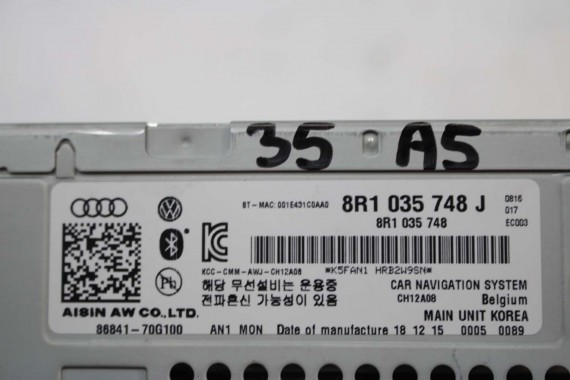 35 A5
BT-MAC: 001E431C0AA0 8R1 035 748 J 0816
8R1 035 748 017
EC003
KCC-CMM-AWJ-CH12A08 *K5FAN1 HRB2W9SN*
해당 무선설비는 운용중 CAR NAVIGATION SYSTEM
전파혼신 가능성이 있음 CH12A08 Belgium
AISIN AW CO.,LTD. MAIN UNIT KOREA
86841-70G100 AN1 MON Date of manufacture 18 12 15 0005 0089